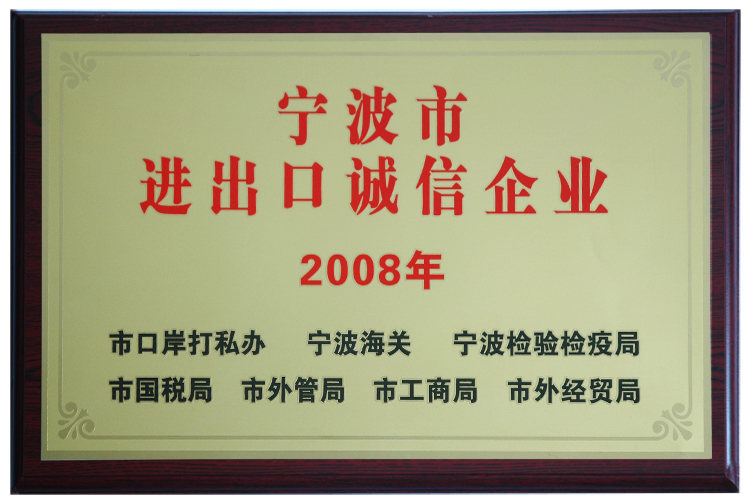 宁波市
进出口诚信企业
2008年
市口岸打私办 宁波海关 宁波检验检疫局
市国税局 市外管局 市工商局 市外经贸局